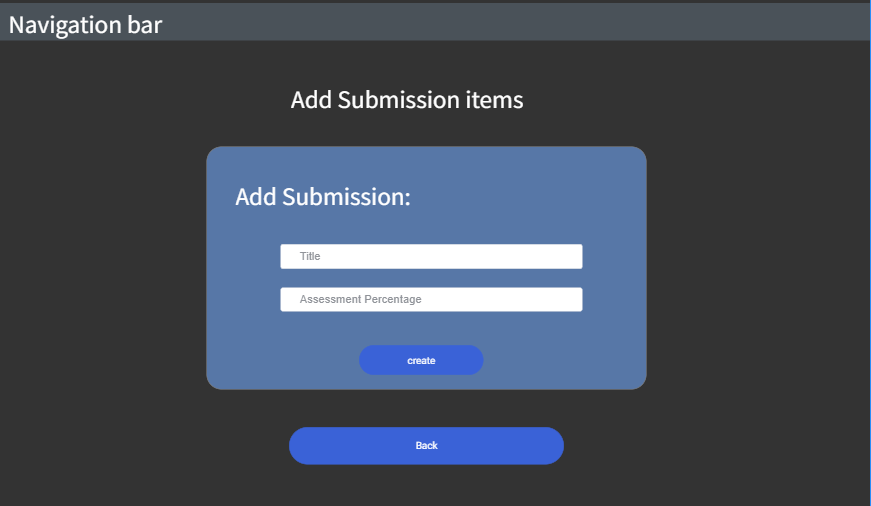 Navigation bar
Add Submission items
Add Submission:
Title
Assessment Percentage
create
Back